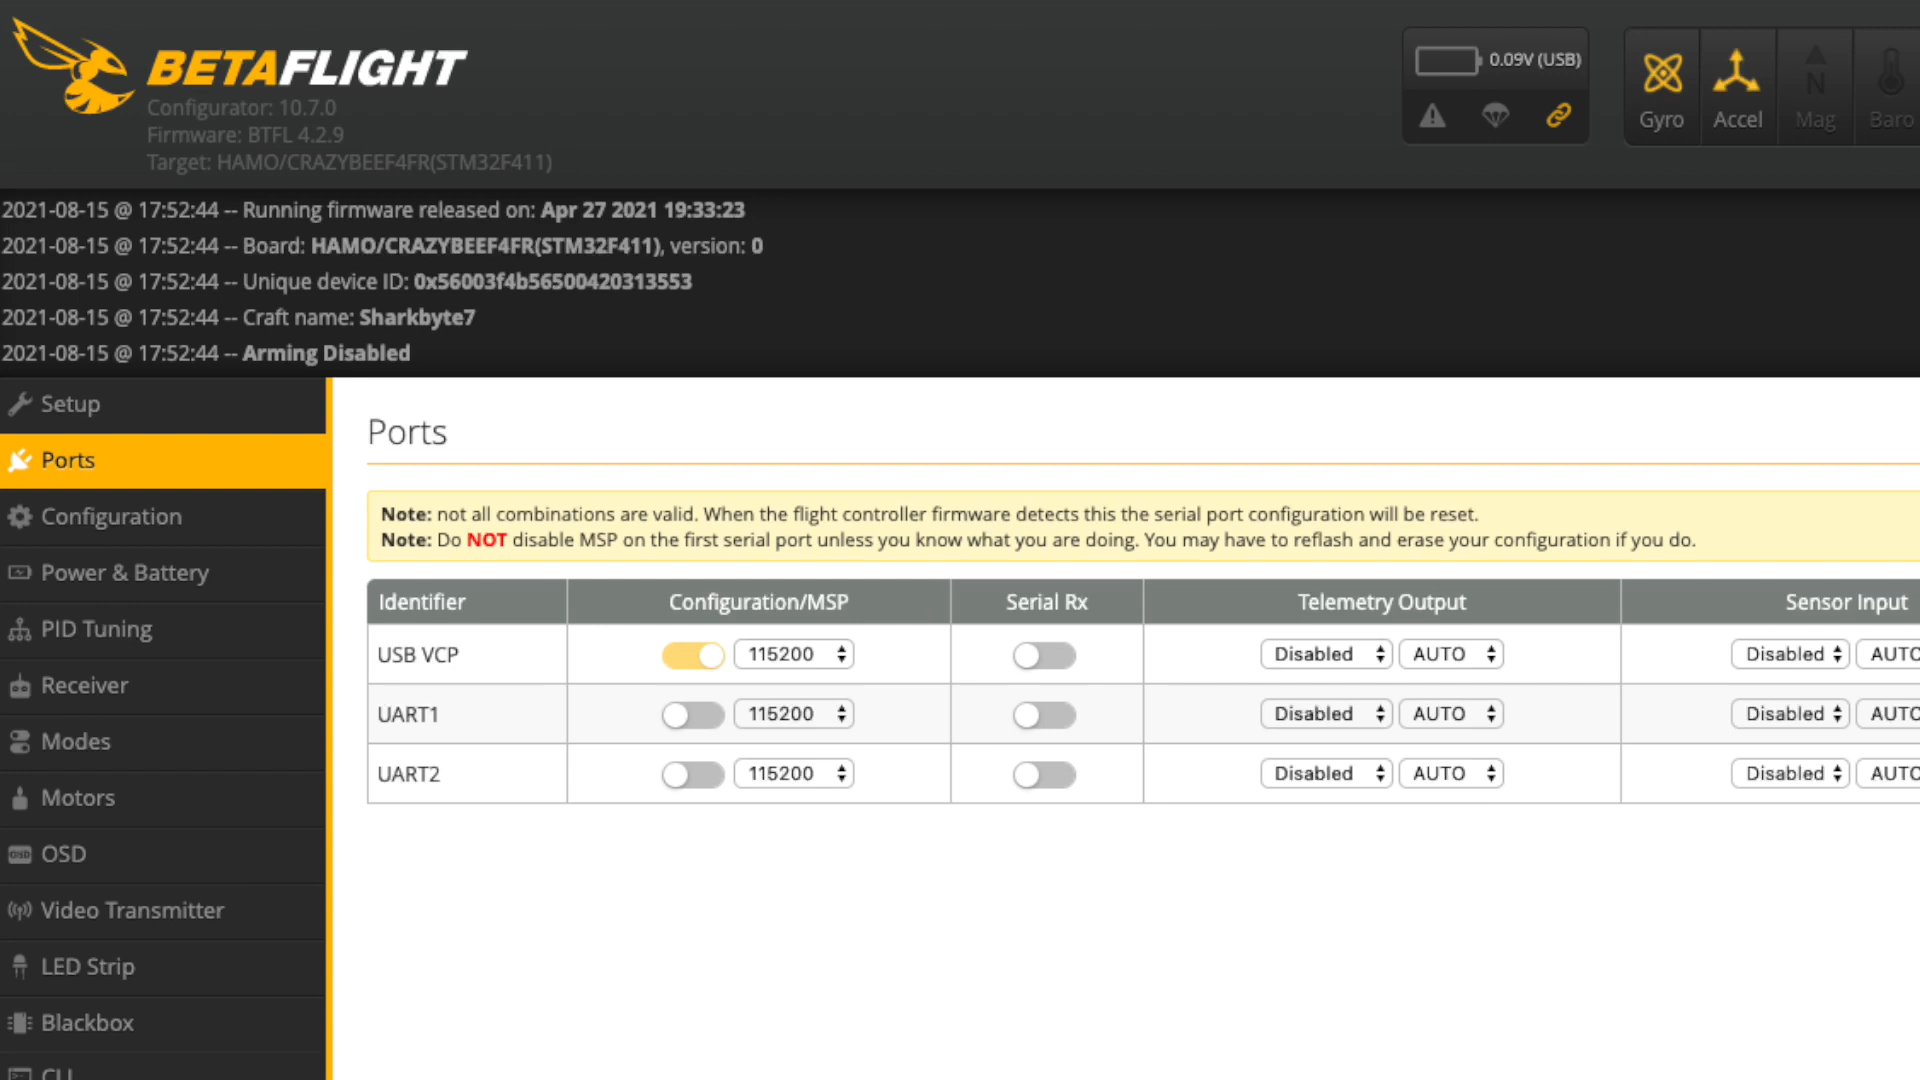 BETAFLIGHT
Configurator: 10.7.0
Firmware: BTFL 4.2.9
Target: HAMO/CRAZYBEEF4FR(STM32F411)
0.09V (USB)
Gyro Accel N Mag Baro
2021-08-15 @ 17:52:44 -- Running firmware released on: Apr 27 2021 19:33:23
2021-08-15 @ 17:52:44 -- Board: HAMO/CRAZYBEEF4FR(STM32F411), version: 0
2021-08-15 @ 17:52:44 -- Unique device ID: 0x56003f4b56500420313553
2021-08-15 @ 17:52:44 -- Craft name: Sharkbyte7
2021-08-15 @ 17:52:44 -- Arming Disabled
Setup
Ports
Configuration
Power & Battery
PID Tuning
Receiver
Modes
Motors
OSD OSD
Video Transmitter
LED Strip
Blackbox
Ports
Note: not all combinations are valid. When the flight controller firmware detects this the serial port configuration will be reset.
Note: Do NOT disable MSP on the first serial port unless you know what you are doing. You may have to reflash and erase your configuration if you do.
Identifier Configuration/MSP Serial Rx Telemetry Output Sensor Input
USB VCP 115200 Disabled AUTO Disabled AUTO
UART1 115200 Disabled AUTO Disabled AUTO
UART2 115200 Disabled AUTO Disabled AUTO